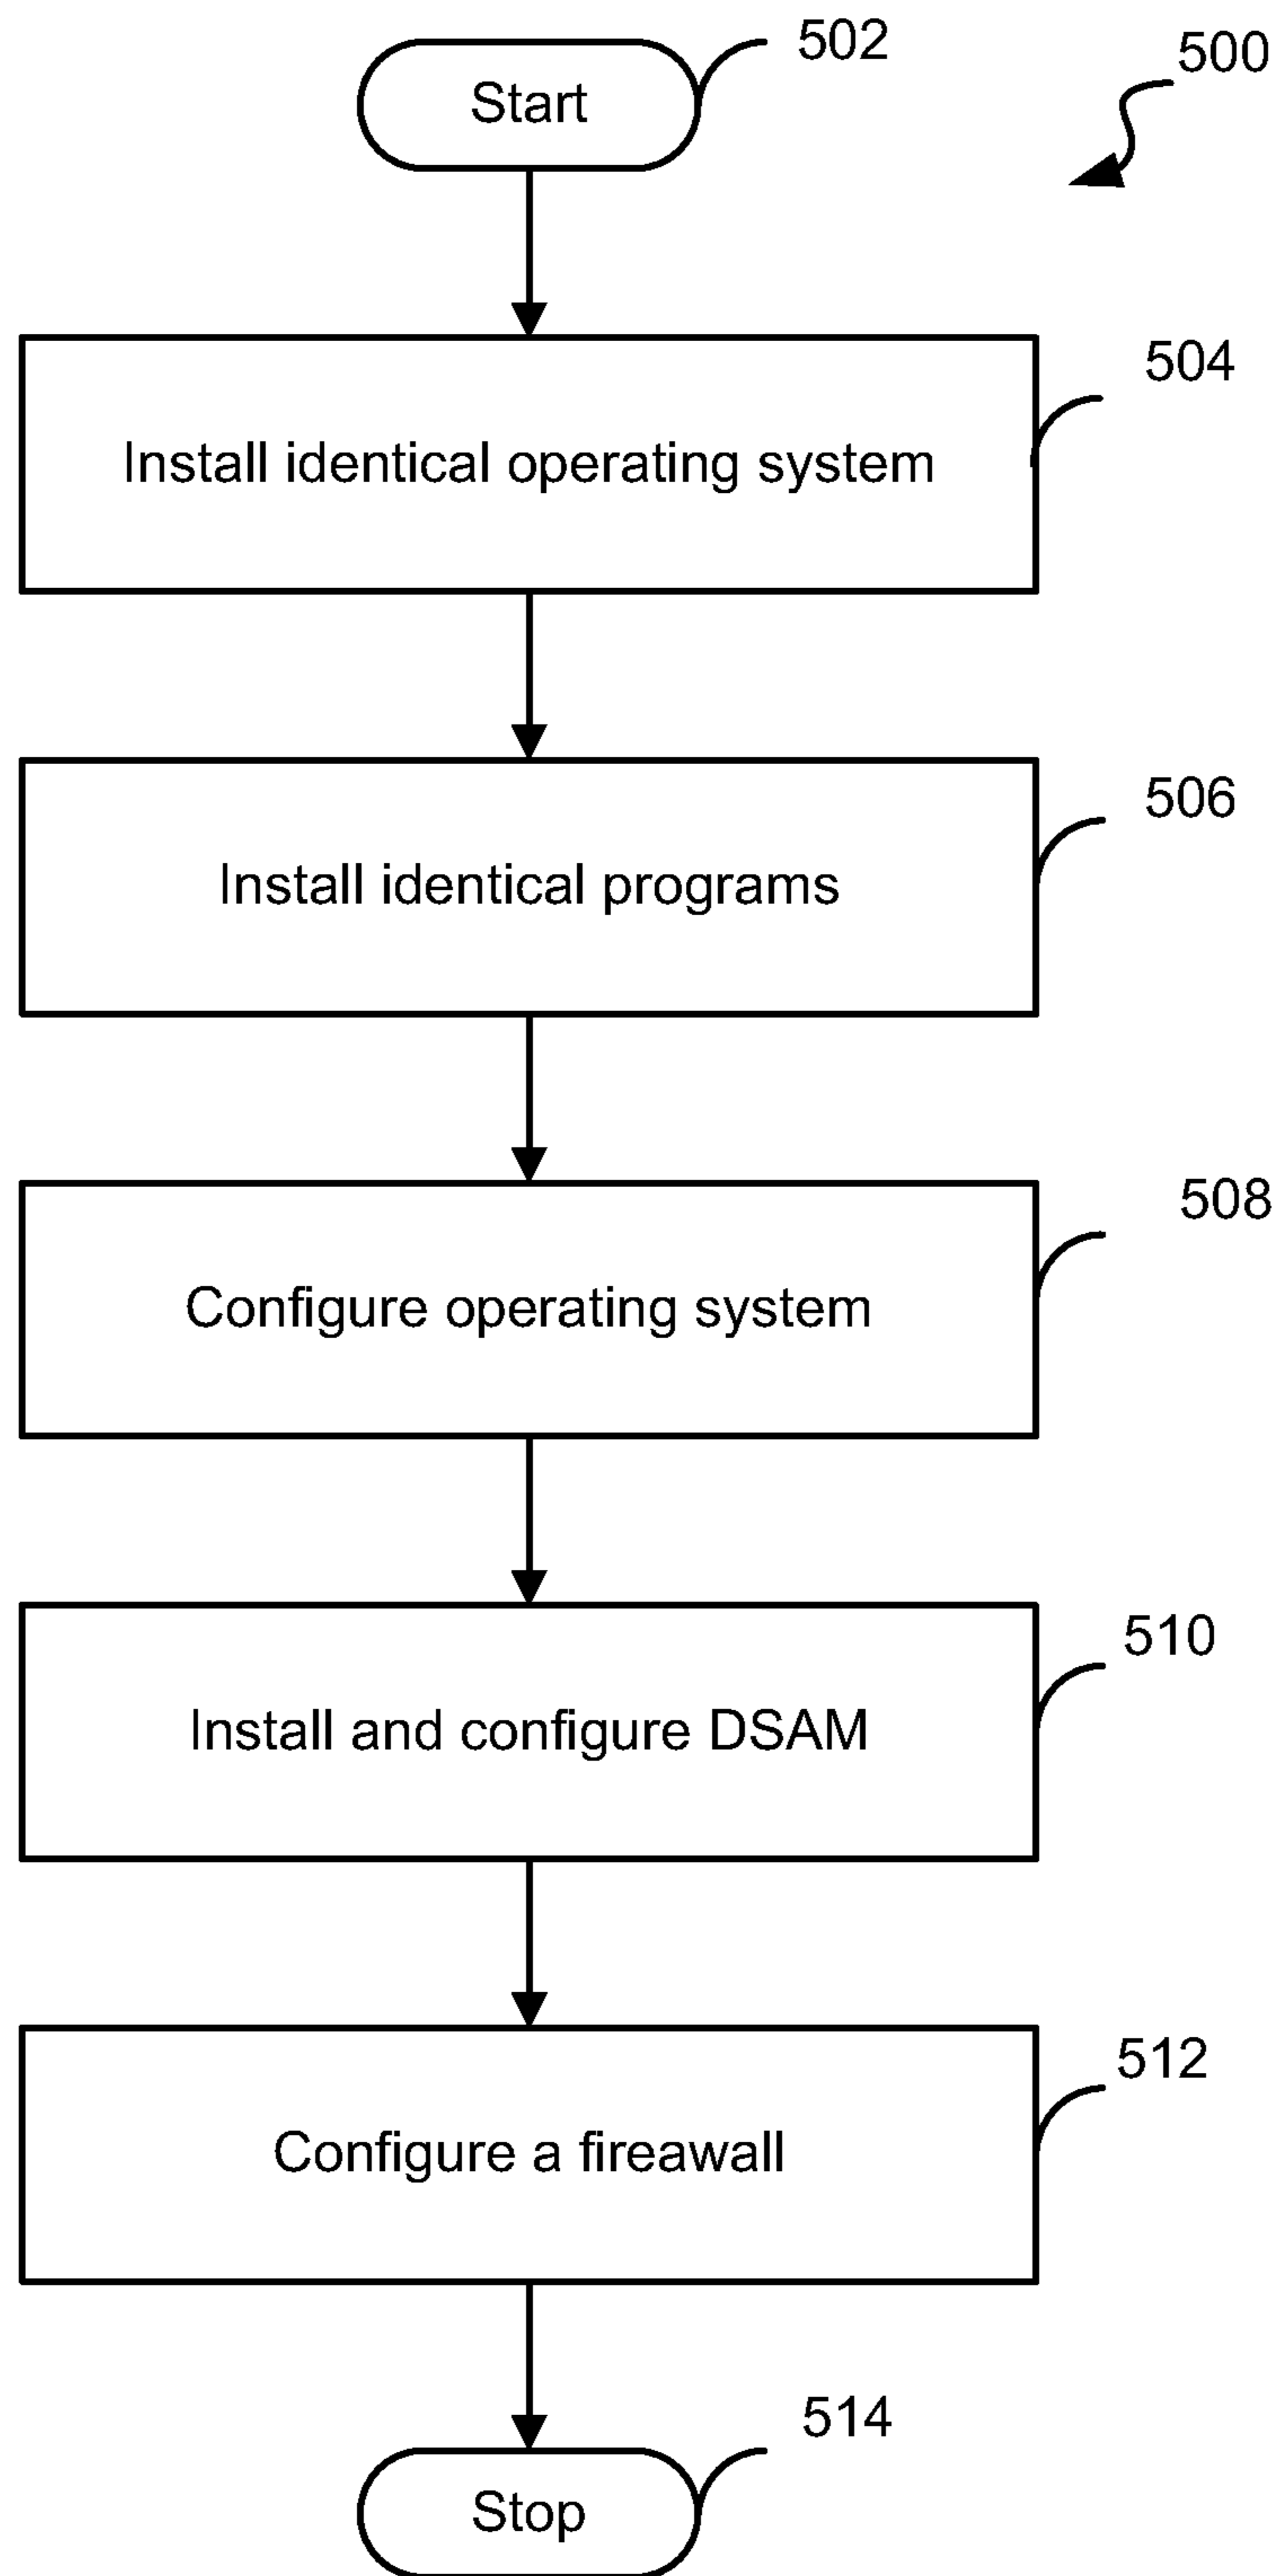 502
500
Start
504
Install identical operating system
506
Install identical programs
508
Configure operating system
510
Install and configure DSAM
512
Configure a fireawall
514
Stop